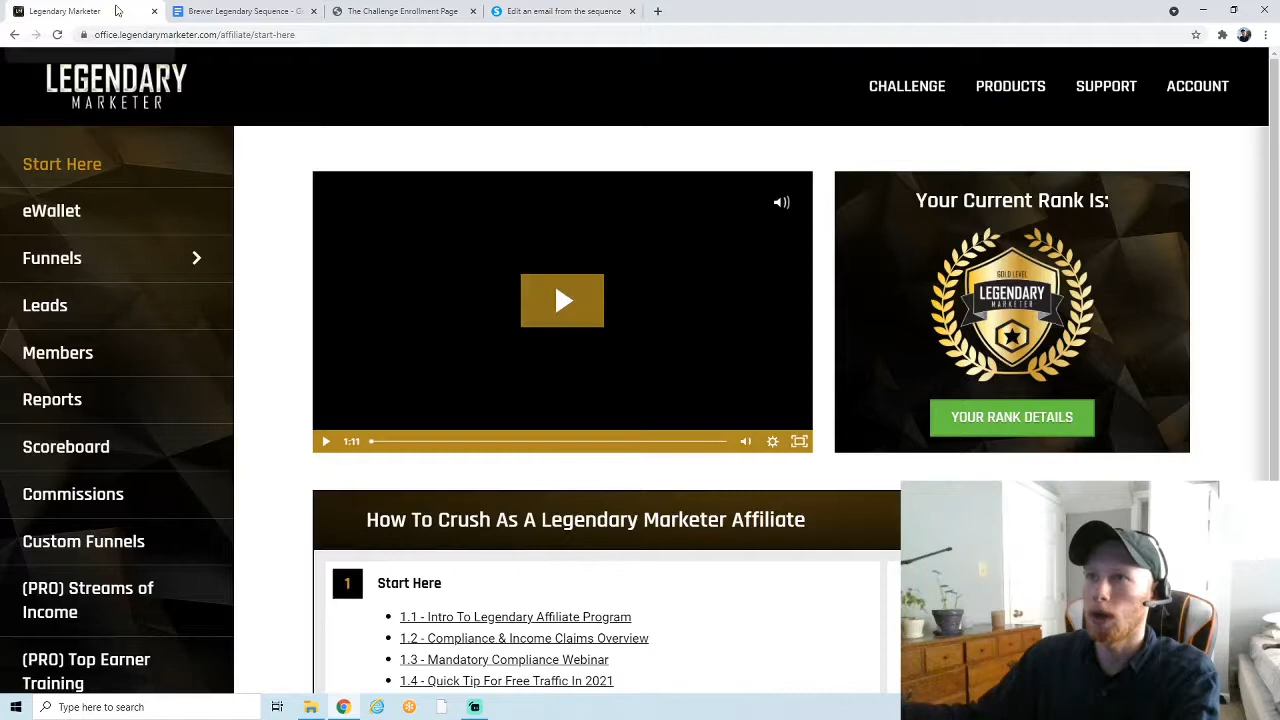 Legendary Marketer
Brewer Legendary Sequence - G
The Challenge Enrollment Page
Edit an email from the sequence
office.legendarymarketer.com/affiliate/start-here
LEGENDARY
MARKETER
CHALLENGE
PRODUCTS
SUPPORT
ACCOUNT
Start Here
eWallet
Funnels
Leads
Members
Reports
Scoreboard
Commissions
Custom Funnels
(PRO) Streams of
Income
(PRO) Top Earner
Training
1:11
Your Current Rank Is:
GOLD LEVEL
LEGENDARY
MARKETER
YOUR RANK DETAILS
How To Crush As A Legendary Marketer Affiliate
1
Start Here
1.1 - Intro To Legendary Affiliate Program
1.2 - Compliance & Income Claims Overview
1.3 - Mandatory Compliance Webinar
1.4 - Quick Tip For Free Traffic In 2021
Type here to search